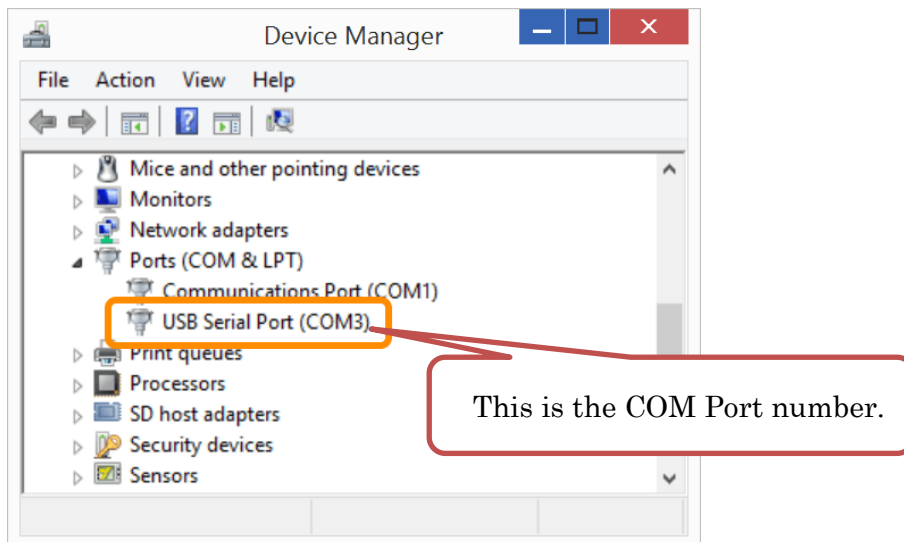 Device Manager
File Action View Help
Mice and other pointing devices
Monitors
Network adapters
Ports (COM & LPT)
Communications Port (COM1)
USB Serial Port (COM3)
Print queues
Processors
SD host adapters
Security devices
Sensors
This is the COM Port number.